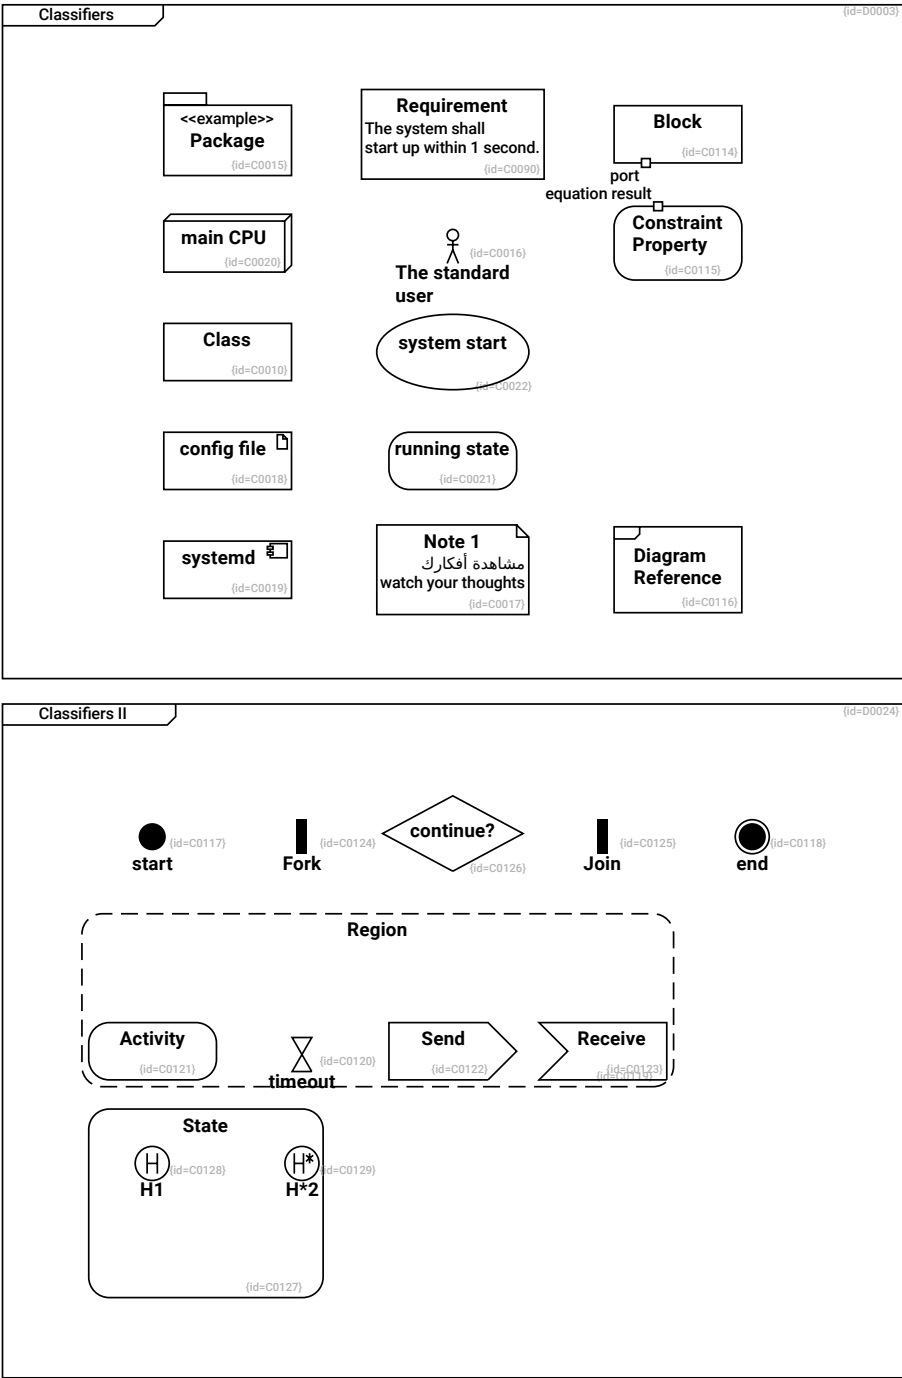 Classifiers
{id=D0003}
<<example>>
Package
{id=C0015}
Requirement
The system shall
start up within 1 second.
{id=C0090}
Block
{id=C0114}
port
equation result
main CPU
{id=C0020}
{id=C0016}
The standard
user
Constraint
Property
{id=C0115}
Class
{id=C0010}
system start
{id=C0022}
config file
{id=C0018}
running state
{id=C0021}
systemd
{id=C0019}
Note 1
مشاهدة أفكارك
watch your thoughts
{id=C0017}
Diagram
Reference
{id=C0116}
Classifiers II
{id=D0024}
{id=C0117}
start
{id=C0124}
Fork
continue?
{id=C0126}
{id=C0125}
Join
{id=C0118}
end
Region
Activity
{id=C0121}
{id=C0120}
timeout
Send
{id=C0122}
Receive
{id=C0123}
{id=C0119}
State
H
{id=C0128}
H1
H*
{id=C0129}
H*2
{id=C0127}